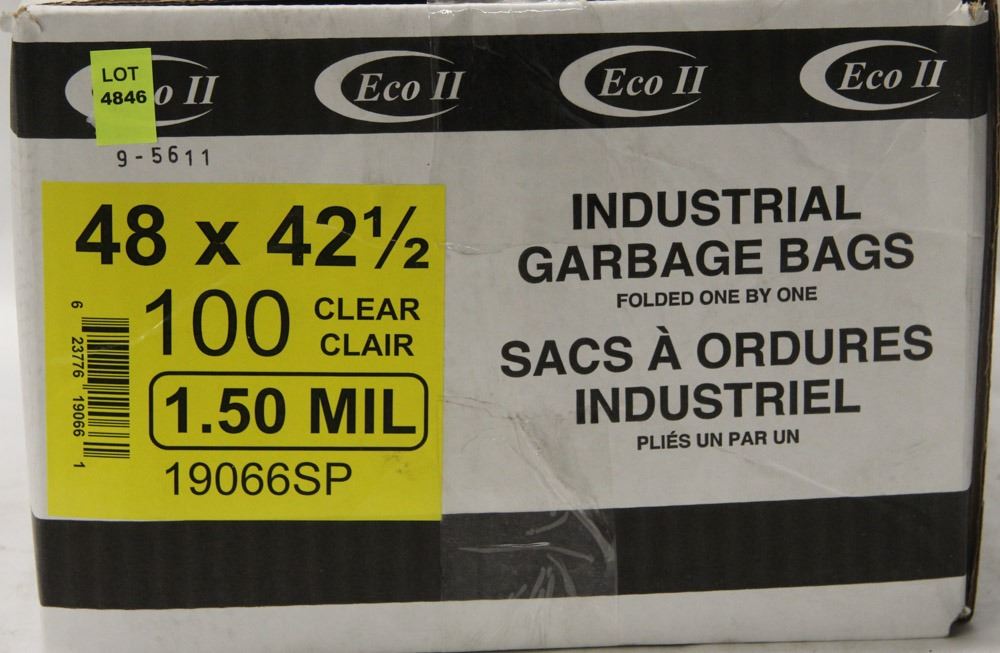 LOT
4846
o II
Eco II
Eco II
Eco II
9-5611
48 x 42½
100
CLEAR
CLAIR
1.50 MIL
19066SP
6 23776 19066 1
INDUSTRIAL
GARBAGE BAGS
FOLDED ONE BY ONE
SACS À ORDURES
INDUSTRIEL
PLIÉS UN PAR UN